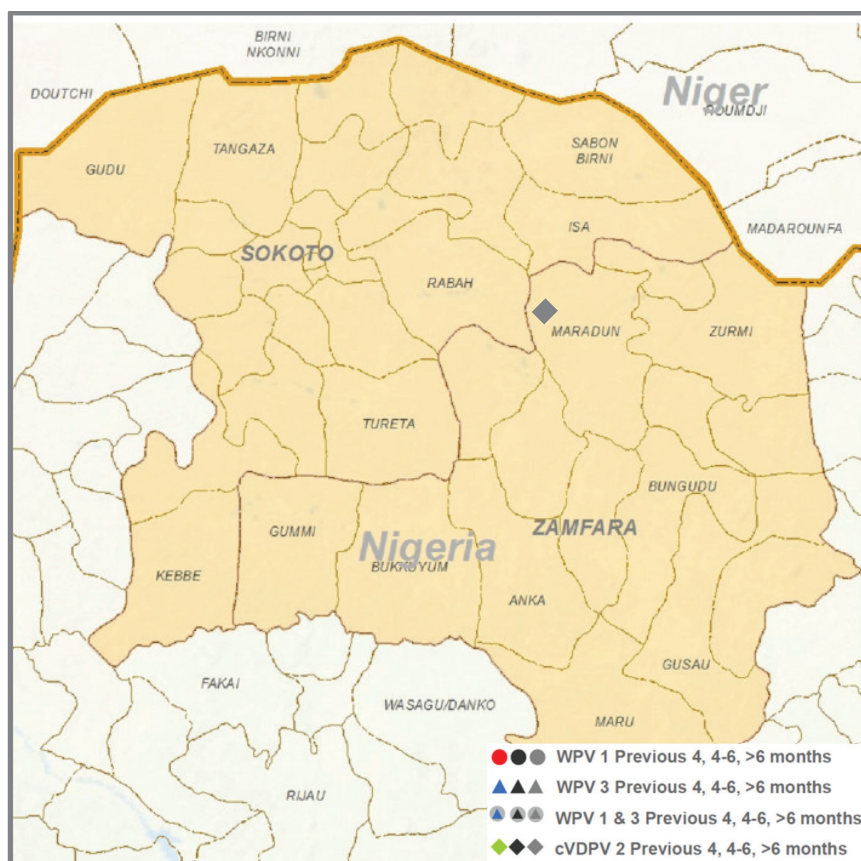 BIRNI
NKONNI
DOUTCHI
Niger
ROUMDJI
TANGAZA
SABON
BIRNI
GUDU
ISA
MADAROUNFA
SOKOTO
RABAH
MARADUN
ZURMI
TURETA
BUNGUDU
GUMMI
ZAMFARA
Nigeria
BUKKUYUM
KEBBE
ANKA
GUSAU
FAKAI
WASAGU/DANKO
MARU
RIJAU
WPV 1 Previous 4, 4-6, >6 months
WPV 3 Previous 4, 4-6, >6 months
WPV 1 & 3 Previous 4, 4-6, >6 months
cVDPV 2 Previous 4, 4-6, >6 months